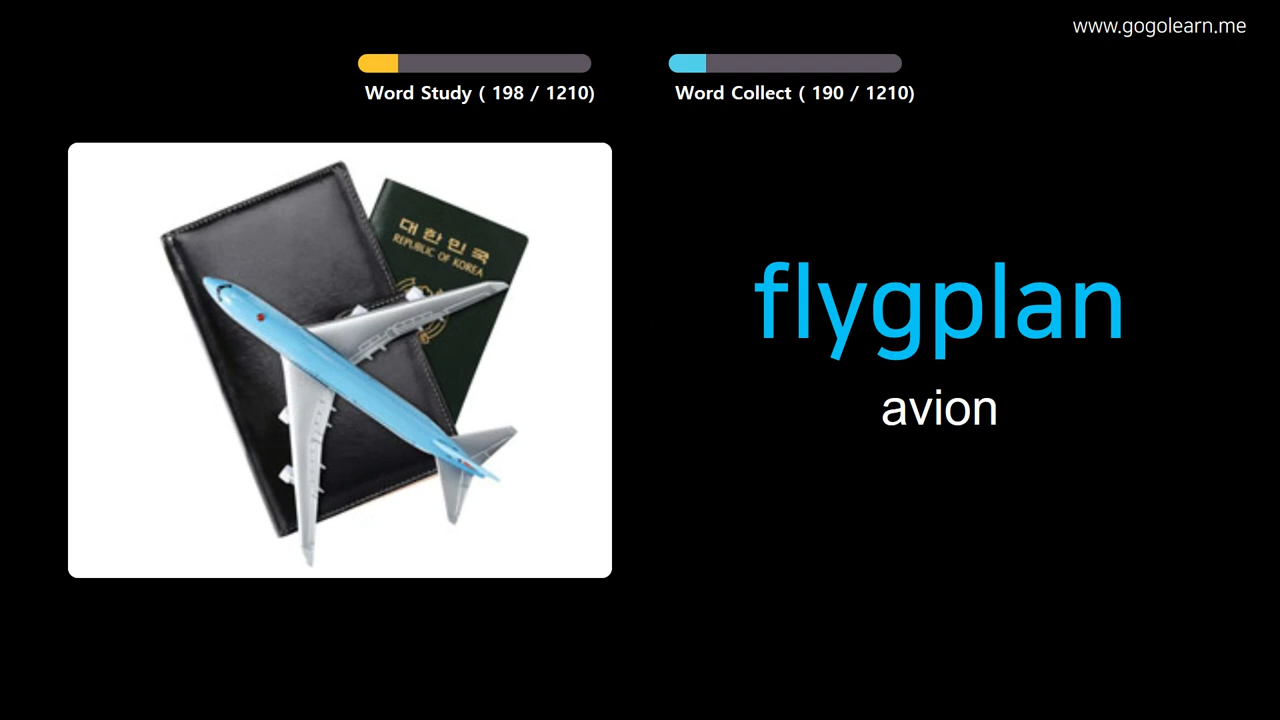 www.gogolearn.me
Word Study ( 198 / 1210)
Word Collect ( 190 / 1210)
대한민국
REPUBLIC OF KOREA
flygplan
avion